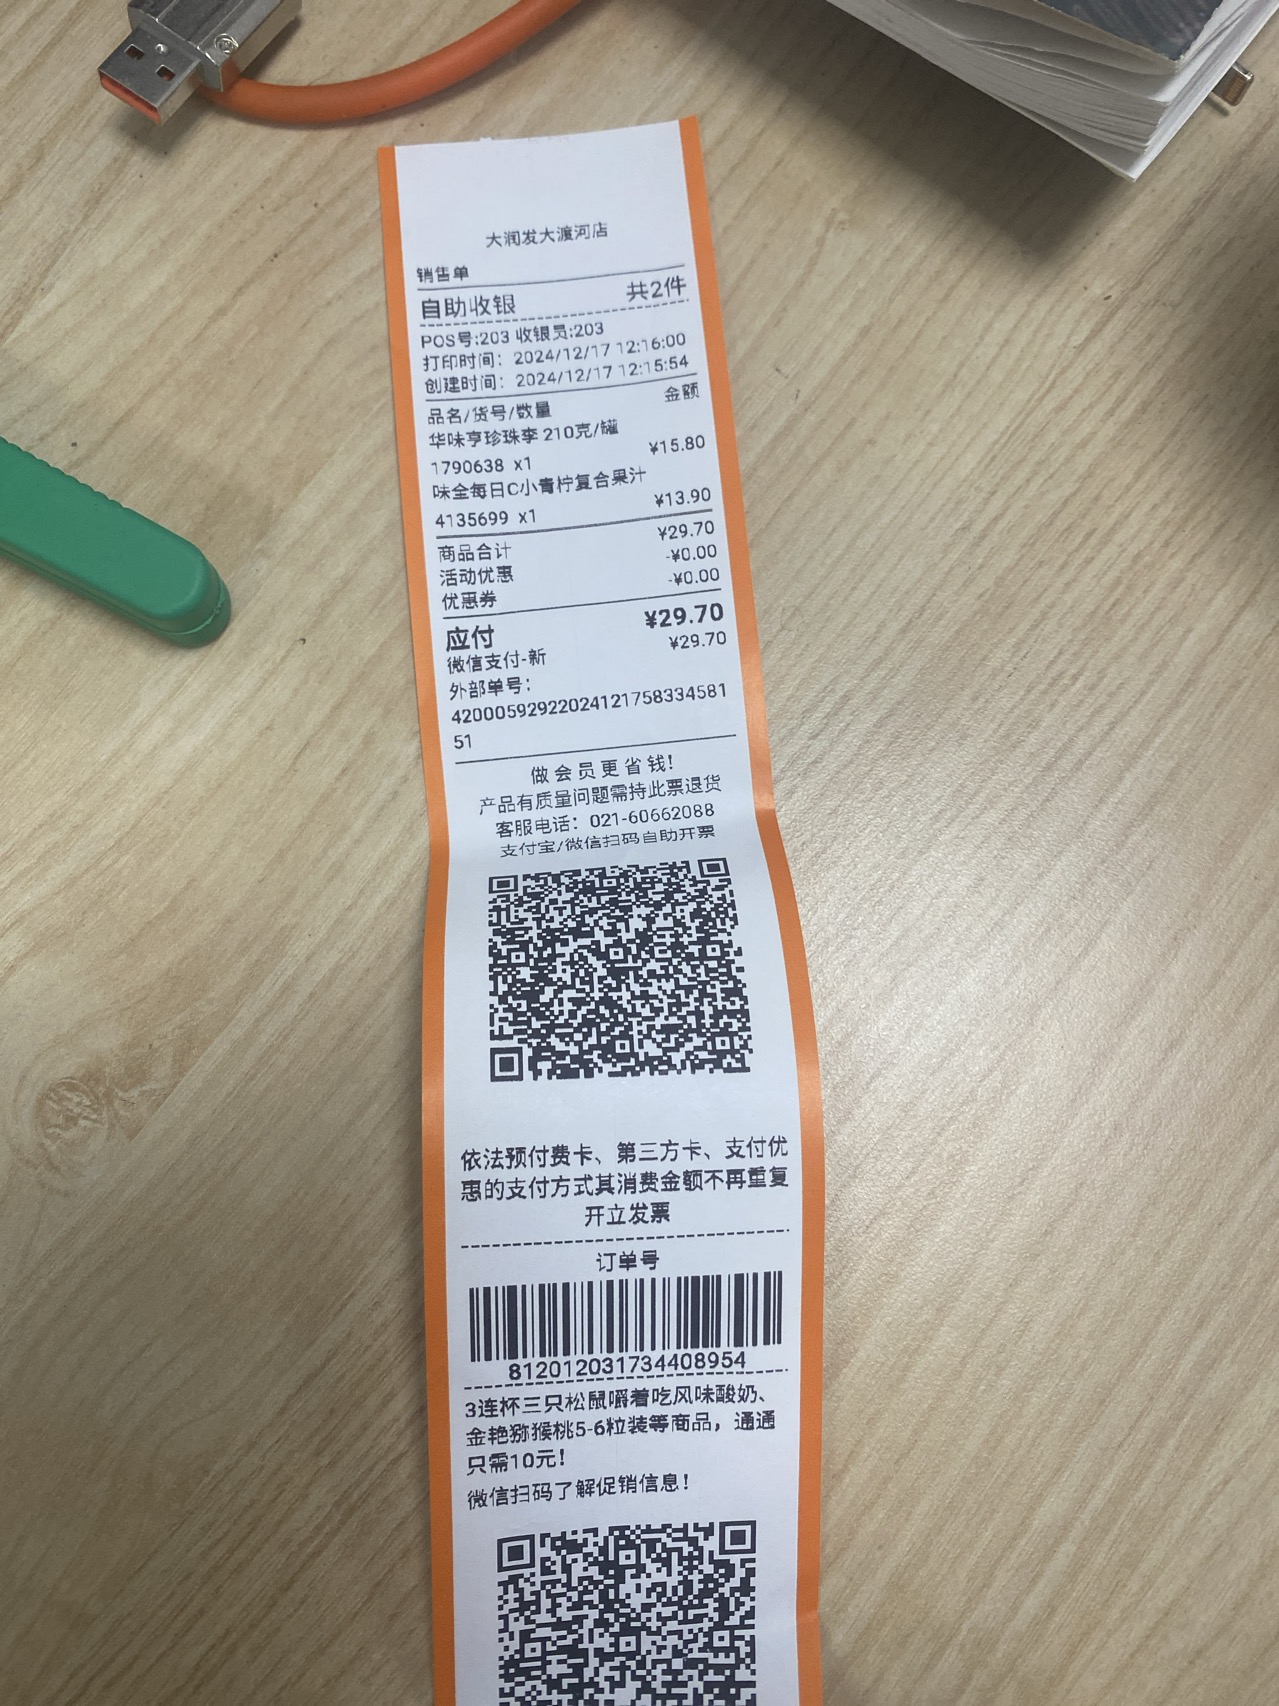 大润发大渡河店
销售单
自助收银 共2件
POS号:203 收银员:203
打印时间: 2024/12/17 12:16:00
创建时间: 2024/12/17 12:15:54
品名/货号/数量 金额
华味亨珍珠李 210克/罐
1790638 x1 ¥15.80
味全每日C小青柠复合果汁
4135699 x1 ¥13.90
商品合计 ¥29.70
活动优惠 -¥0.00
优惠券 -¥0.00
应付 ¥29.70
微信支付-新 ¥29.70
外部单号:
42000592922024121758334581
51
做会员更省钱!
产品有质量问题需持此票退货
客服电话: 021-60662088
支付宝/微信扫码自助开票
依法预付费卡、第三方卡、支付优
惠的支付方式其消费金额不再重复
开立发票
订单号
812012031734408954
3连杯三只松鼠嚼着吃风味酸奶、
金艳猕猴桃5-6粒装等商品，通通
只需10元!
微信扫码了解促销信息!